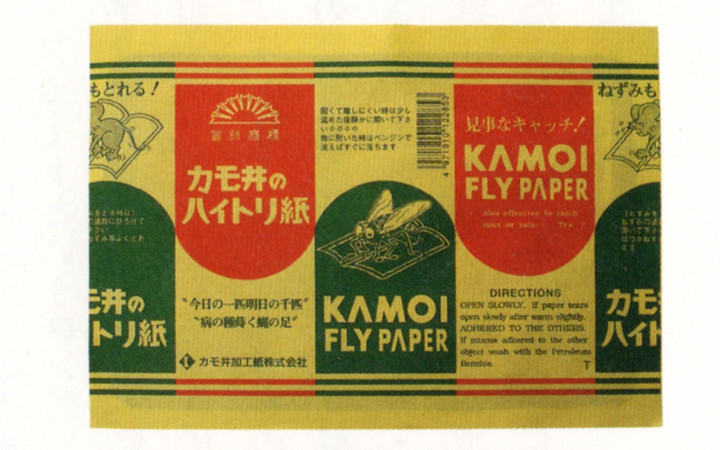 もとれる!
登録商標
カモ井の
ハイトリ紙
〝今日の一匹明日の千匹〟
〝病の種蒔く蝿の足〟
カモ井加工紙株式会社
固くて離しにくい時は少し
温めた後静かに開いて下さ
い○○○○
物に附いた時はベンジンで
洗えばすぐに落ちます
4 971910 132855
KAMOI
FLY PAPER
見事なキャッチ!
KAMOI
FLY PAPER
Also effective to catch
mice or rats. Try
DIRECTIONS
OPEN SLOWLY. If paper tears
open slowly after warm slightly.
ADHERED TO THE OTHERS.
If mucus adhered to the other
object wash with the Petroleum
Benzine.
T
ねずみも
カモ
ハイト
モ井の
トリ紙